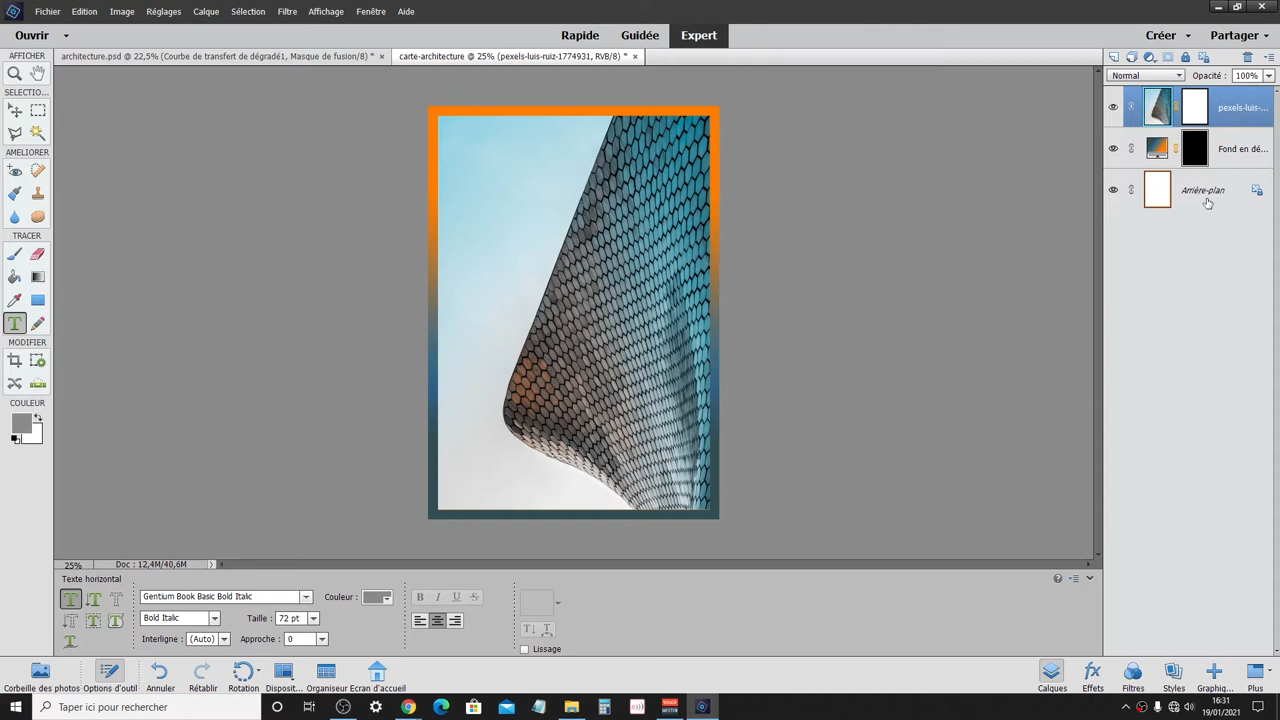 Fichier Edition Image Réglages Calque Sélection Filtre Affichage Fenêtre Aide
Ouvrir Rapide Guidée Expert Créer Partager
AFFICHER
architecture.psd @ 22,5% (Courbe de transfert de dégradé1, Masque de fusion/8) * ×
carte-architecture @ 25% (pexels-luis-ruiz-1774931, RVB/8) * ×
Normal Opacité : 100%
SELECTIO...
pexels-luis-...
AMELIORER
Fond en dé...
Arrière-plan
TRACER
T
MODIFIER
COULEUR
25% Doc : 12,4M/40,6M
Texte horizontal
Gentium Book Basic Bold Italic Couleur : B I U S
Bold Italic Taille : 72 pt
Interligne : (Auto) Approche : 0
Lissage
Corbeille des photos Options d'outil Annuler Rétablir Rotation Disposit... Organiseur Ecran d'accueil Calques Effets Filtres Styles Graphiq... Plus
Taper ici pour rechercher
16:31
19/01/2021